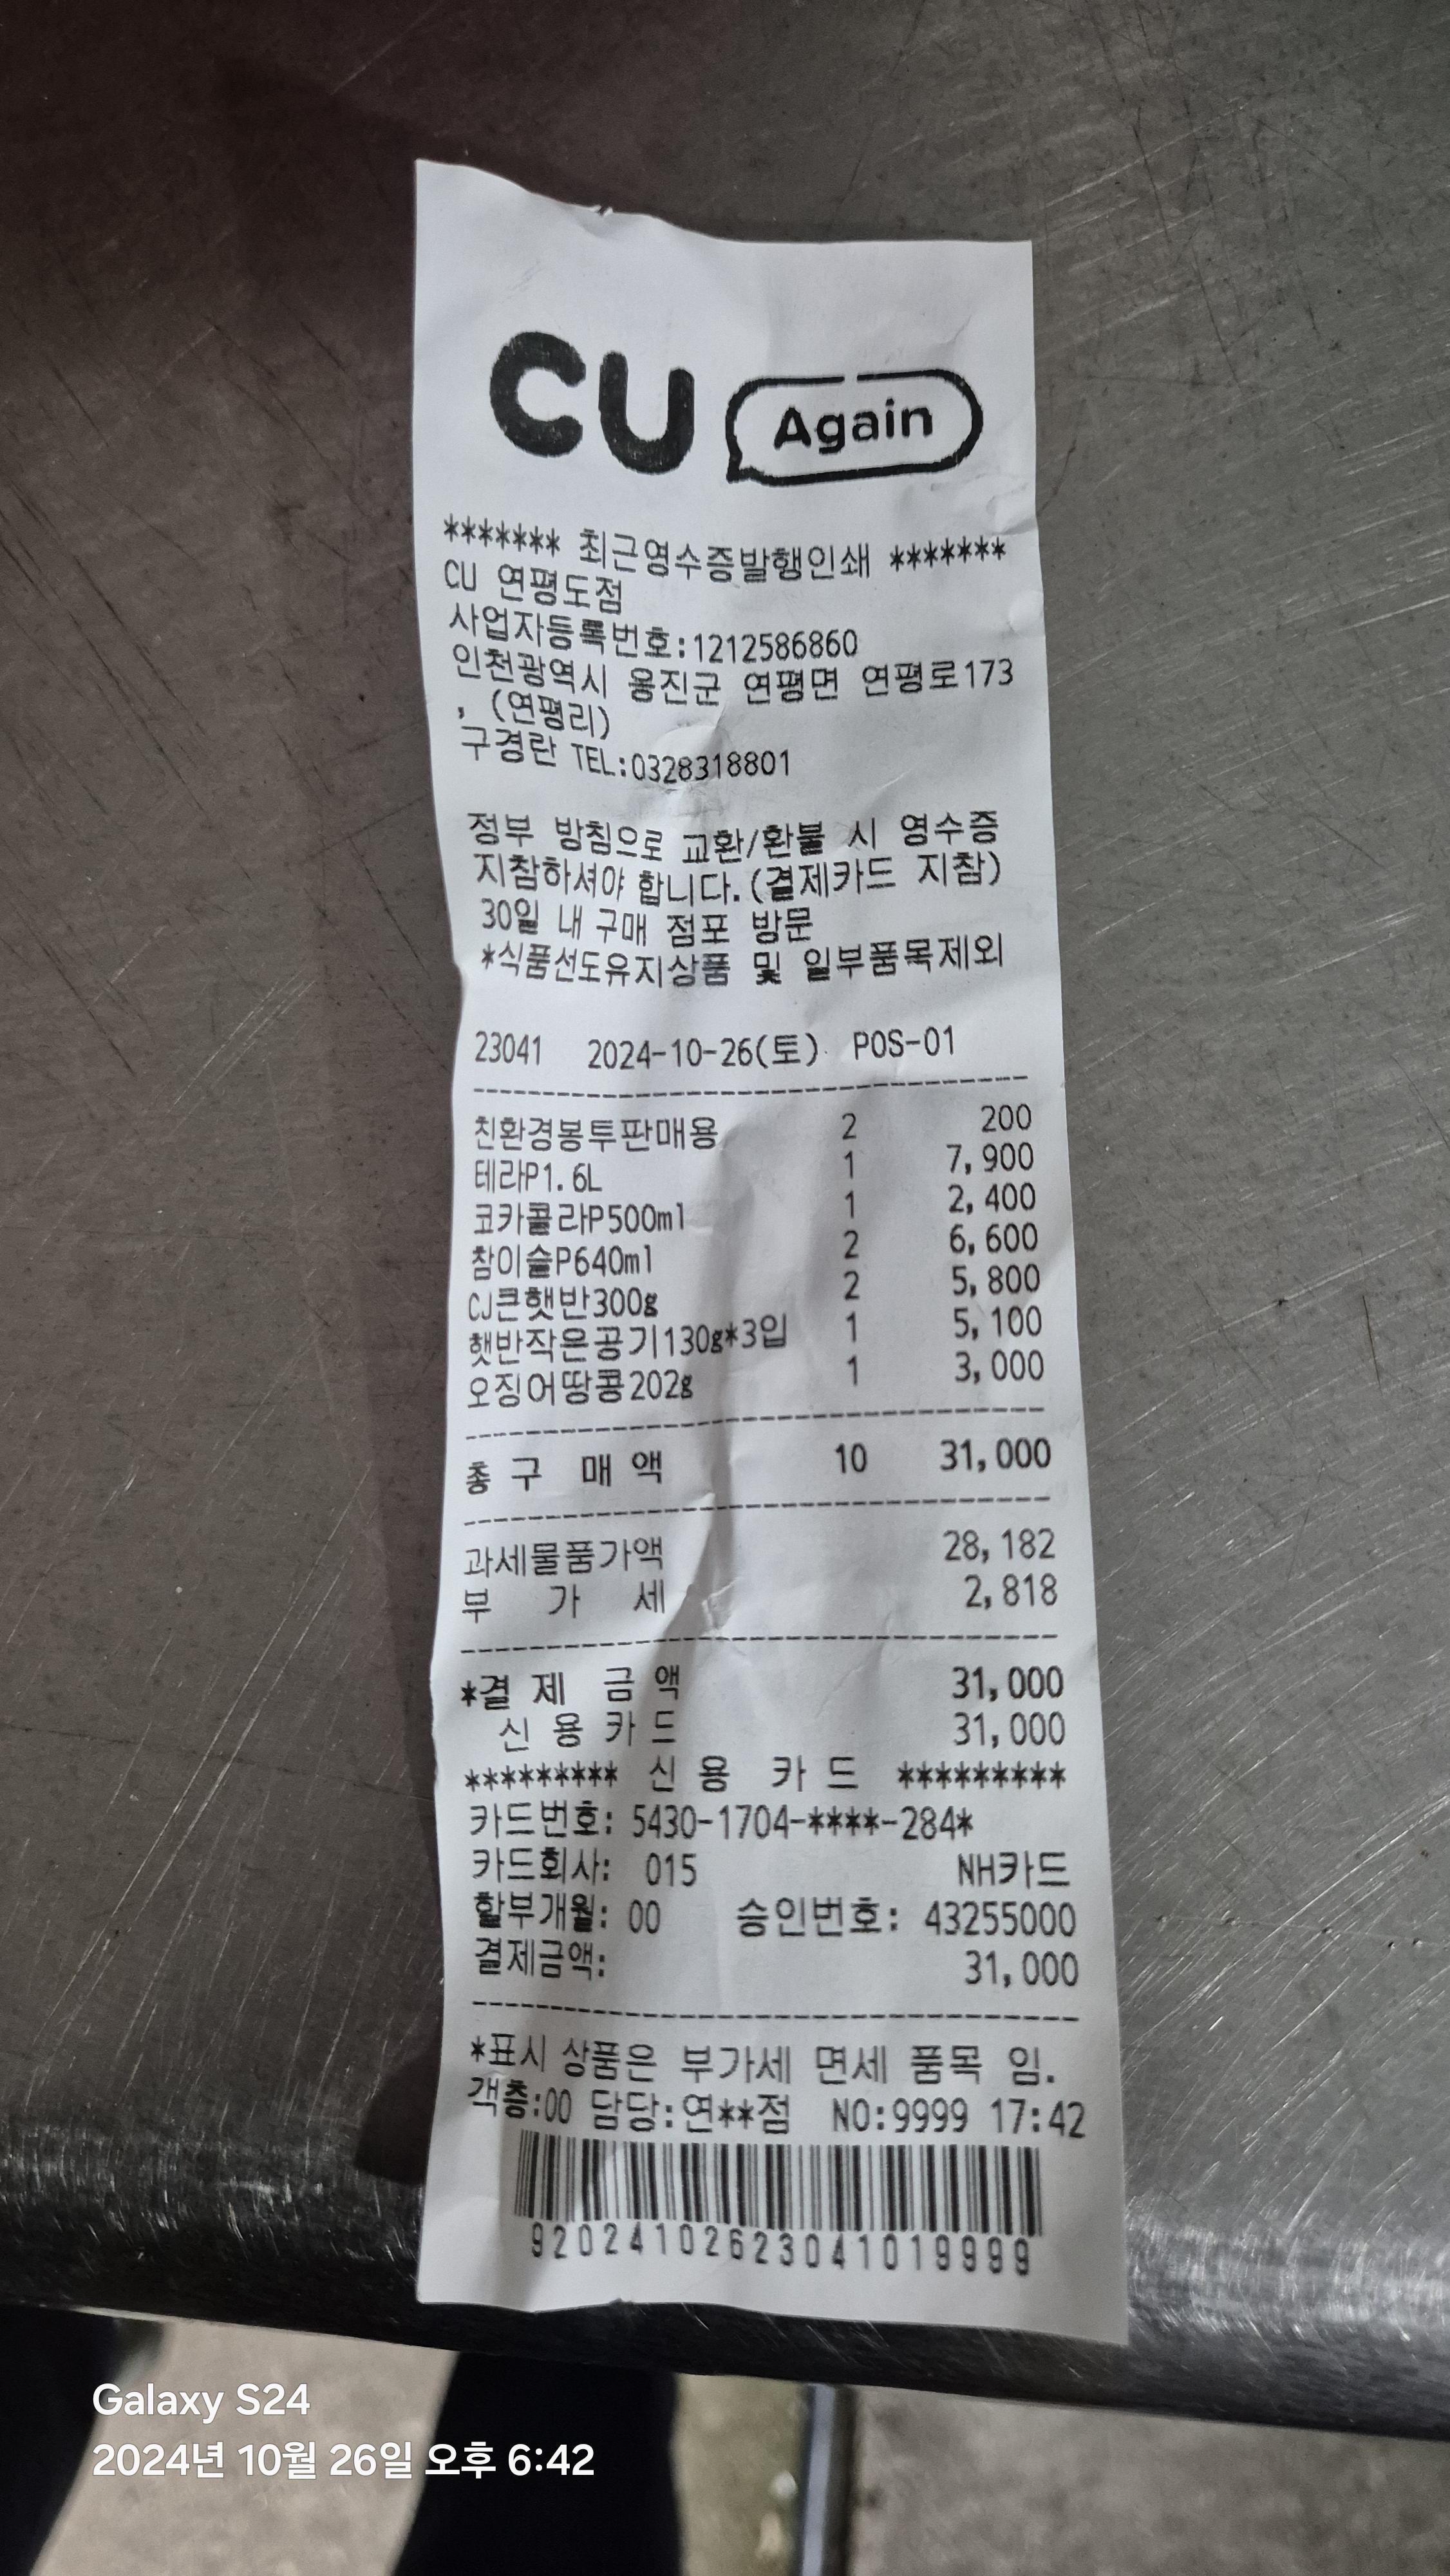 CU Again
******* 최근영수증발행인쇄 *******
CU 연평도점
사업자등록번호:1212586860
인천광역시 옹진군 연평면 연평로173
, (연평리)
구경란 TEL:0328318801
정부 방침으로 교환/환불 시 영수증
지참하셔야 합니다.(결제카드 지참)
30일 내 구매 점포 방문
*식품선도유지상품 및 일부품목제외
23041 2024-10-26(토) POS-01
친환경봉투판매용 2 200
테라P1.6L 1 7,900
코카콜라P500ml 1 2,400
참이슬P640ml 2 6,600
CJ큰햇반300g 2 5,800
햇반작은공기130g*3입 1 5,100
오징어땅콩202g 1 3,000
총 구 매 액 10 31,000
과세물품가액 28,182
부 가 세 2,818
*결 제 금 액 31,000
신 용 카 드 31,000
********* 신 용 카 드 *********
카드번호: 5430-1704-****-284*
카드회사: 015 NH카드
할부개월: 00 승인번호: 43255000
결제금액: 31,000
*표시 상품은 부가세 면세 품목 임.
객층:00 담당:연**점 NO:9999 17:42
92024102623041019999
Galaxy S24
2024년 10월 26일 오후 6:42